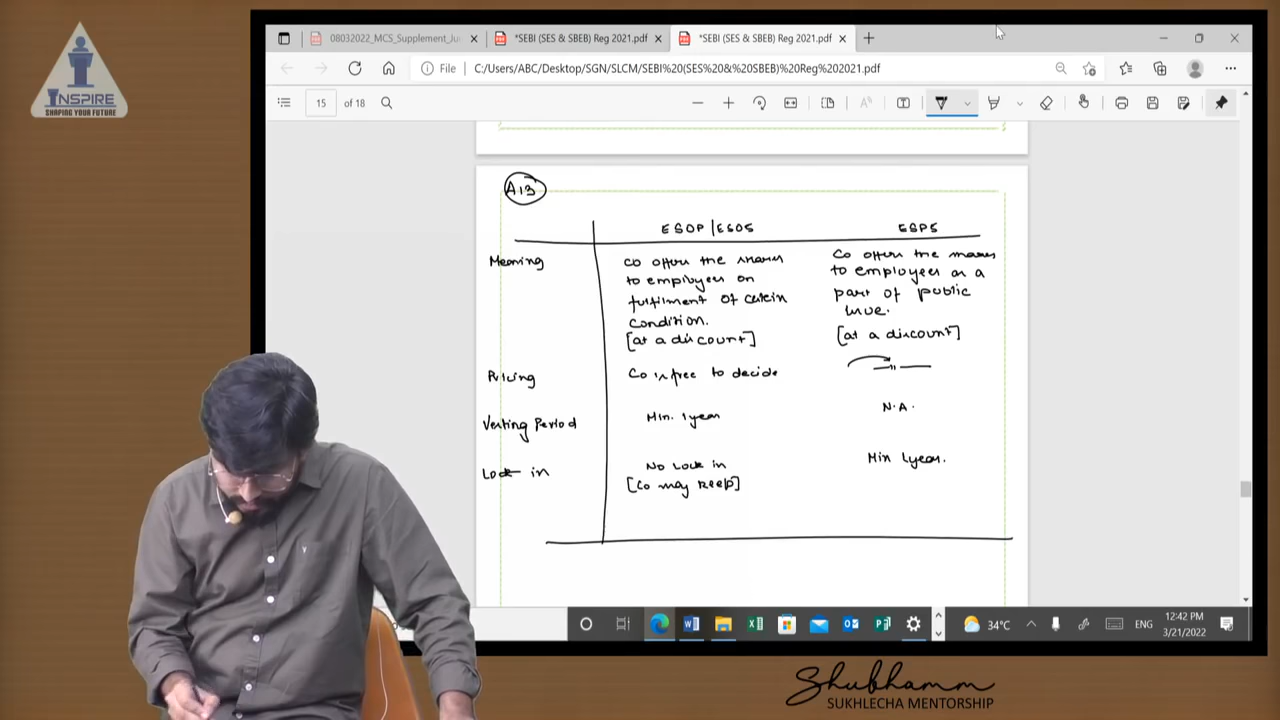 INSPIRE
SHAPING YOUR FUTURE
08032022_MCS_Supplement_Ju
*SEBI (SES & SBEB) Reg 2021.pdf
*SEBI (SES & SBEB) Reg 2021.pdf
File
C:/Users/ABC/Desktop/SGN/SLCM/SEBI%20(SES%20&%20SBEB)%20Reg%202021.pdf
15 of 18
A13
ESOP/ESOS
ESPS
Meaning
Co offers the shares
to employees on
fulfilment of certain
condition.
[at a discount]
Co offers the shares
to employees as a
part of public
issue.
[at a discount]
Pricing
Co is free to decide
— " —
Vesting Period
Min. 1 year
N.A.
Lock in
No Lock in
[Co may keep]
Min 1 year.
34°C
ENG
12:42 PM
3/21/2022
Shubhamm
SUKHLECHA MENTORSHIP